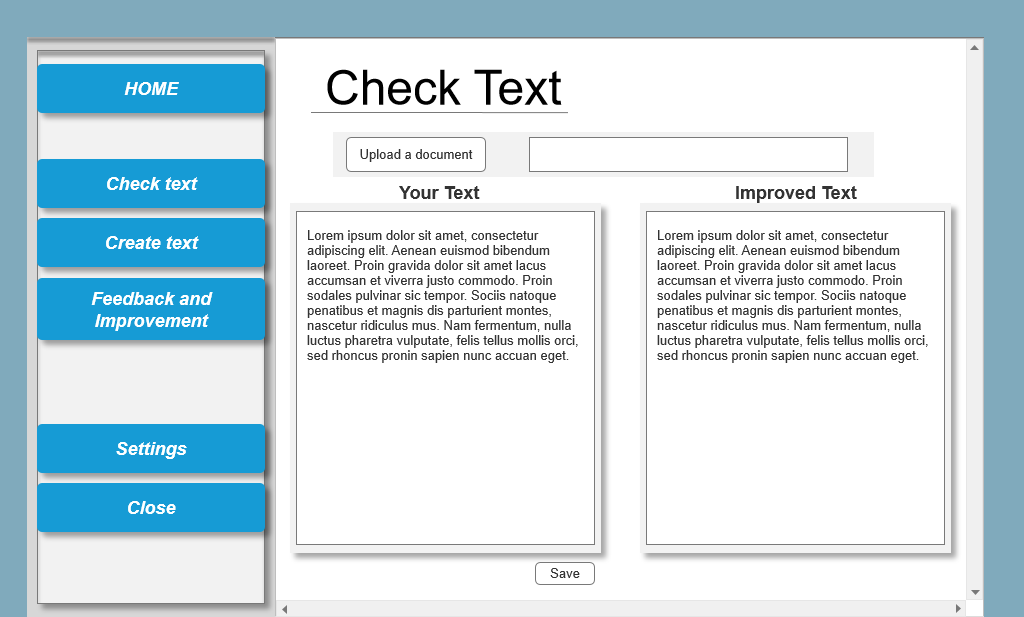 HOME
Check text
Create text
Feedback and
Improvement
Settings
Close
Check Text
Upload a document
Your Text
Lorem ipsum dolor sit amet, consectetur
adipiscing elit. Aenean euismod bibendum
laoreet. Proin gravida dolor sit amet lacus
accumsan et viverra justo commodo. Proin
sodales pulvinar sic tempor. Sociis natoque
penatibus et magnis dis parturient montes,
nascetur ridiculus mus. Nam fermentum, nulla
luctus pharetra vulputate, felis tellus mollis orci,
sed rhoncus pronin sapien nunc accuan eget.
Improved Text
Lorem ipsum dolor sit amet, consectetur
adipiscing elit. Aenean euismod bibendum
laoreet. Proin gravida dolor sit amet lacus
accumsan et viverra justo commodo. Proin
sodales pulvinar sic tempor. Sociis natoque
penatibus et magnis dis parturient montes,
nascetur ridiculus mus. Nam fermentum, nulla
luctus pharetra vulputate, felis tellus mollis orci,
sed rhoncus pronin sapien nunc accuan eget.
Save